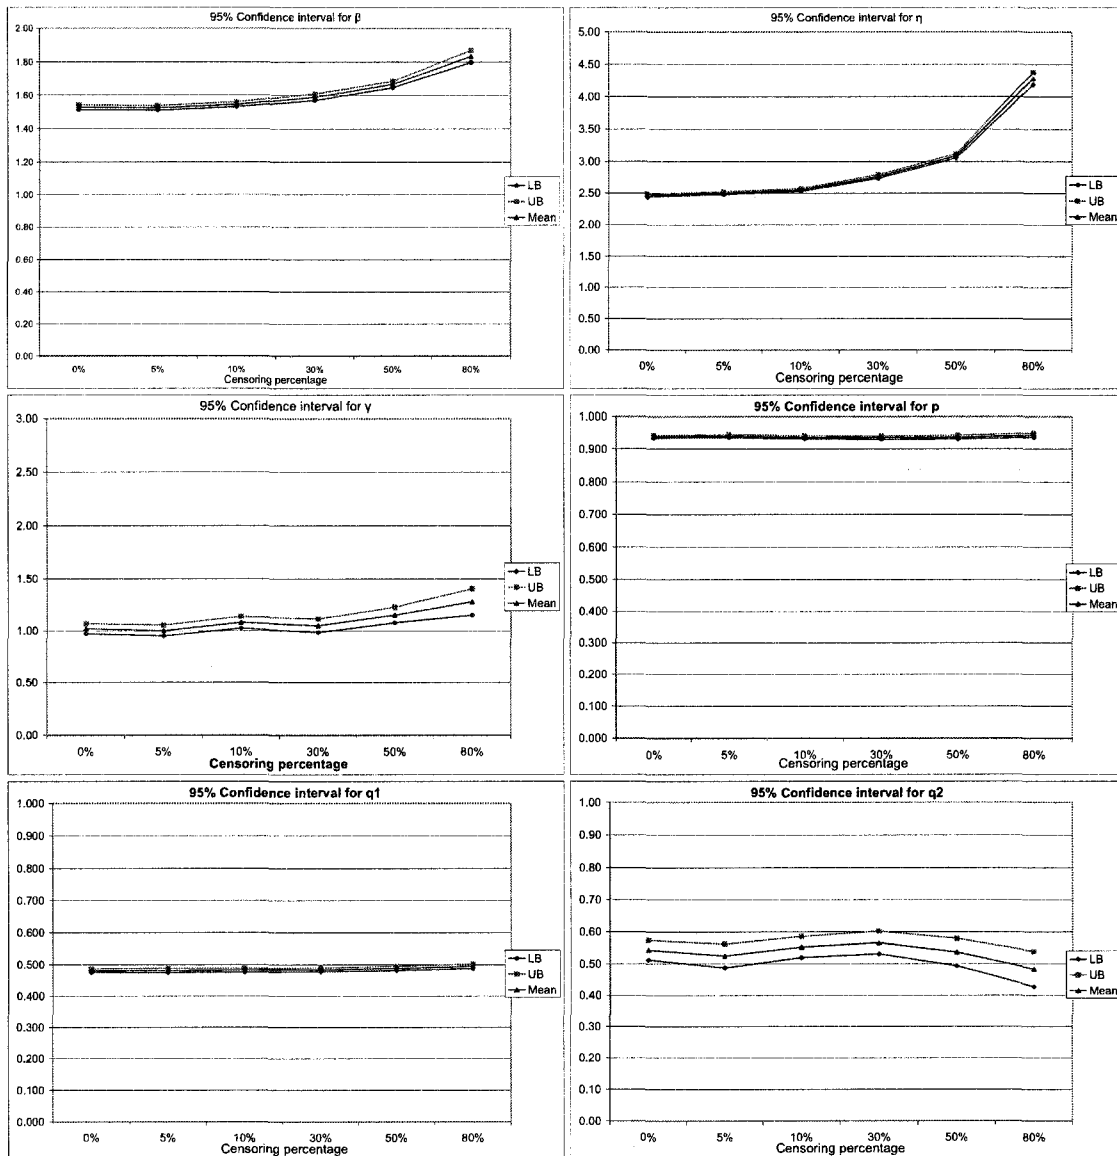 95% Confidence interval for β
2.00
1.80
1.60
1.40
1.20
1.00
0.80
0.60
0.40
0.20
0.00
0% 5% 10% 30% 50% 80%
Censoring percentage
LB
UB
Mean
95% Confidence interval for η
5.00
4.50
4.00
3.50
3.00
2.50
2.00
1.50
1.00
0.50
0.00
0% 5% 10% 30% 50% 80%
Censoring percentage
LB
UB
Mean
95% Confidence interval for γ
3.00
2.50
2.00
1.50
1.00
0.50
0.00
0% 5% 10% 30% 50% 80%
Censoring percentage
LB
UB
Mean
95% Confidence interval for p
1.000
0.900
0.800
0.700
0.600
0.500
0.400
0.300
0.200
0.100
0.000
0% 5% 10% 30% 50% 80%
Censoring percentage
LB
UB
Mean
95% Confidence interval for q1
1.000
0.900
0.800
0.700
0.600
0.500
0.400
0.300
0.200
0.100
0.000
0% 5% 10% 30% 50% 80%
Censoring percentage
LB
UB
Mean
95% Confidence interval for q2
1.00
0.90
0.80
0.70
0.60
0.50
0.40
0.30
0.20
0.10
0.00
0% 5% 10% 30% 50% 80%
Censoring percentage
LB
UB
Mean